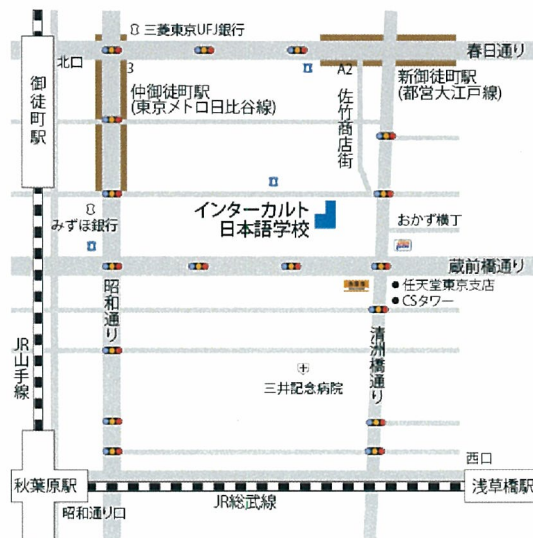 三菱東京UFJ銀行
春日通り
北口
3
A2
御徒町駅
仲御徒町駅
(東京メトロ日比谷線)
佐竹商店街
新御徒町駅
(都営大江戸線)
インターカルト
日本語学校
みずほ銀行
おかず横丁
蔵前橋通り
昭和通り
任天堂東京支店
CSタワー
清洲橋通り
JR山手線
三井記念病院
西口
秋葉原駅
JR総武線
浅草橋駅
昭和通り口